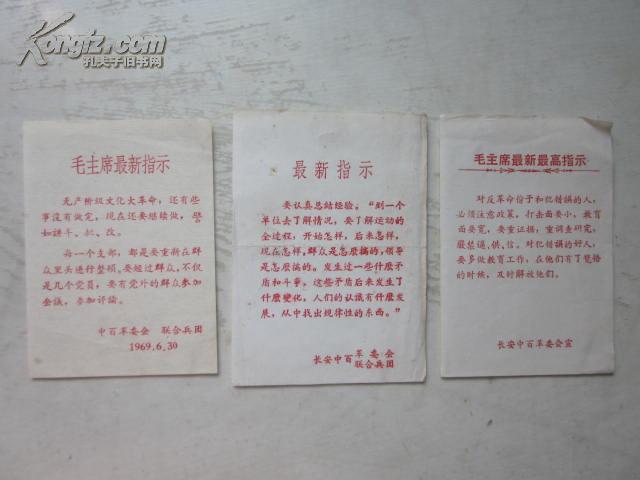 Kongfz.com
孔夫子旧书网
毛主席最新指示
无产阶级文化大革命，还有些
事没有做完，现在还要继续做，譬
如讲斗、批、改。
每一个支部，都是要重新在群
众里头进行整顿。要经过群众，不仅
是几个党员，要有党外的群众参加
会议，参加评论。
中百革委会 联合兵团
1969.6.30
最新指示
要认真总结经验。“到一个
单位去了解情况，要了解运动的
全过程，开始怎样，后来怎样，
现在怎样，群众是怎麽搞的，领导
是怎麽搞的。发生过一些什麽矛
盾和斗争，这些矛盾后来发生了
什麽变化，人们的认识有什麽发
展，从中找出规律性的东西。”
长安中百革委会
联合兵团
毛主席最新最高指示
对反革命份子和犯错误的人，
必须注意政策，打击面要小，教育
面要宽，要重证据，重调查研究，
严禁逼、供、信。对犯错误的好人，
要多做教育工作，在他们有了觉悟
的时候，及时解放他们。
长安中百革委会宣